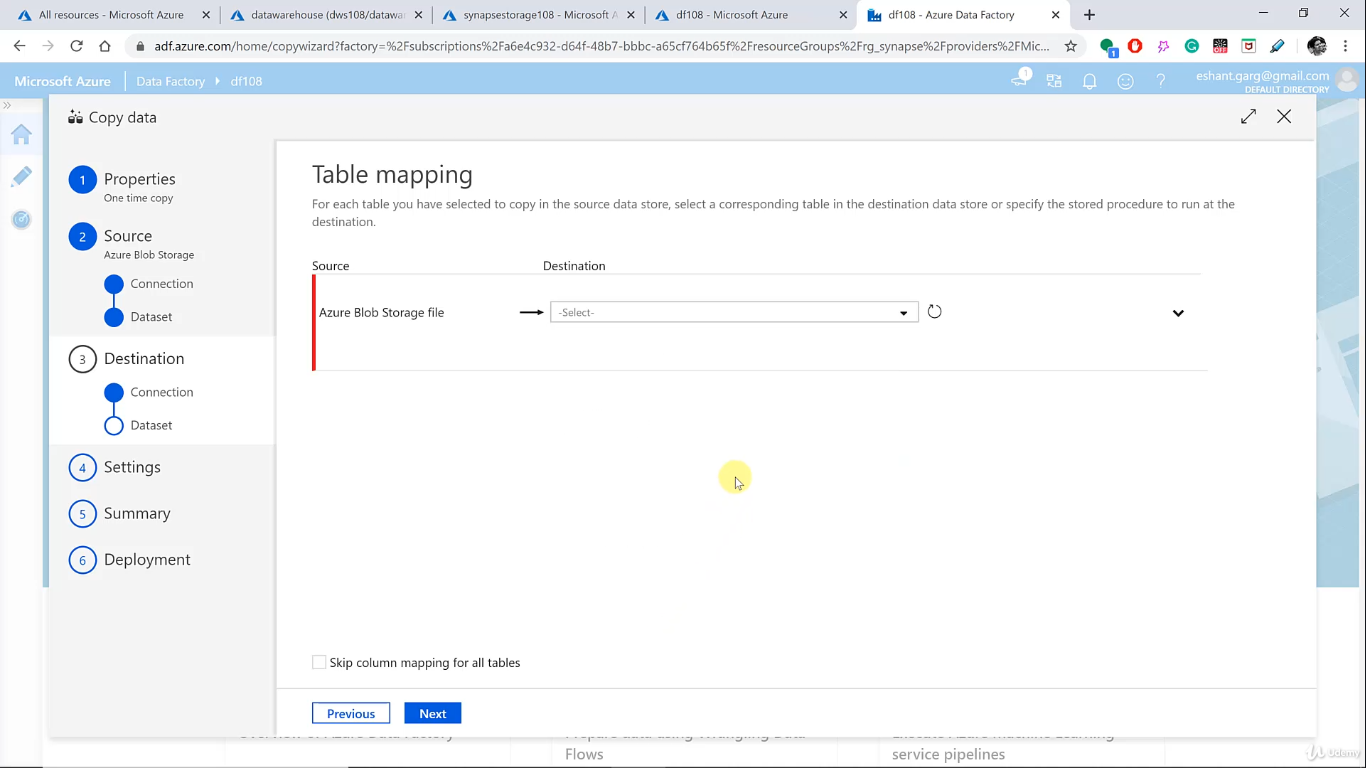 All resources - Microsoft Azure
datawarehouse (dws108/datawar
synapsestorage108 - Microsoft A
df108 - Microsoft Azure
df108 - Azure Data Factory
adf.azure.com/home/copywizard?factory=%2Fsubscriptions%2Fa6e4c932-d64f-48b7-bbbc-a65cf764b65f%2FresourceGroups%2Frg_synapse%2Fproviders%2FMic...
1
OFF
Microsoft Azure
Data Factory
df108
1
?
eshant.garg@gmail.com
DEFAULT DIRECTORY
Copy data
1 Properties
One time copy
2 Source
Azure Blob Storage
Connection
Dataset
3 Destination
Connection
Dataset
4 Settings
5 Summary
6 Deployment
Table mapping
For each table you have selected to copy in the source data store, select a corresponding table in the destination data store or specify the stored procedure to run at the
destination.
Source Destination
Azure Blob Storage file
-Select-
Skip column mapping for all tables
Previous
Next
Flows
service pipelines
Udemy